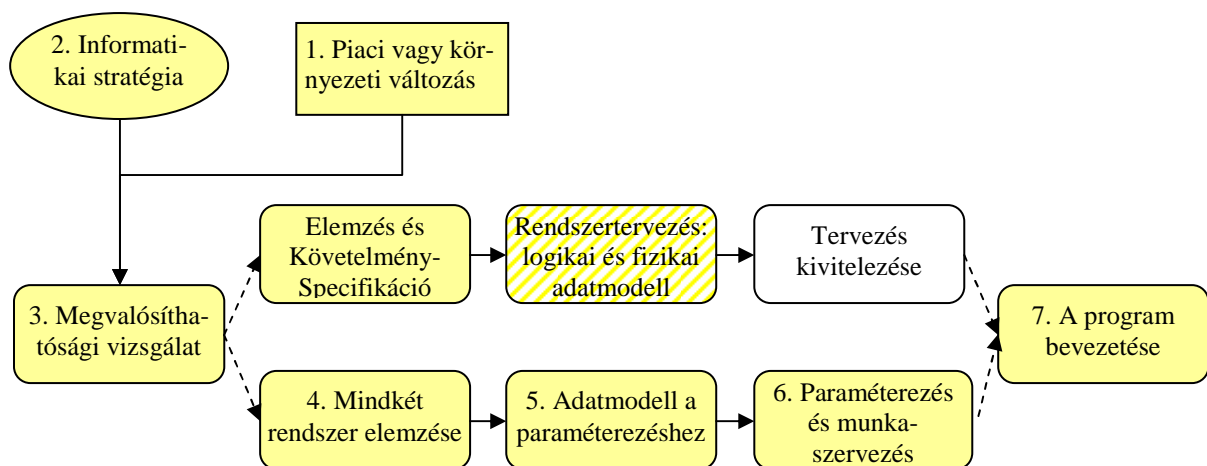 2. Informati-
kai stratégia
1. Piaci vagy kör-
nyezeti változás
Elemzés és
Követelmény-
Specifikáció
Rendszertervezés:
logikai és fizikai
adatmodell
Tervezés
kivitelezése
3. Megvalósítha-
tósági vizsgálat
7. A program
bevezetése
4. Mindkét
rendszer elemzése
5. Adatmodell a
paraméterezéshez
6. Paraméterezés
és munka-
szervezés